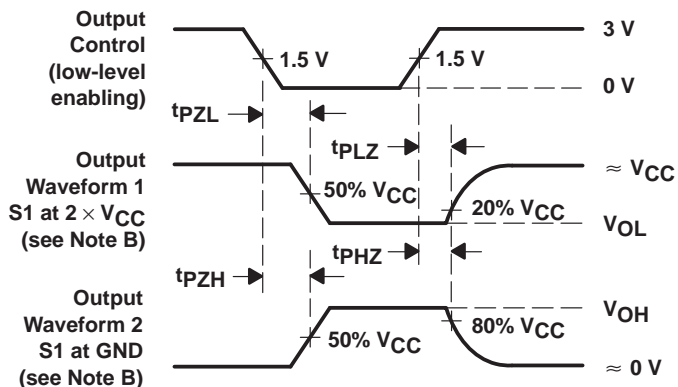 Output
Control
(low-level
enabling)
1.5 V
1.5 V
3 V
0 V
tPZL
tPLZ
Output
Waveform 1
S1 at 2 × VCC
(see Note B)
50% VCC
20% VCC
≈ VCC
VOL
tPZH
tPHZ
Output
Waveform 2
S1 at GND
(see Note B)
50% VCC
80% VCC
VOH
≈ 0 V